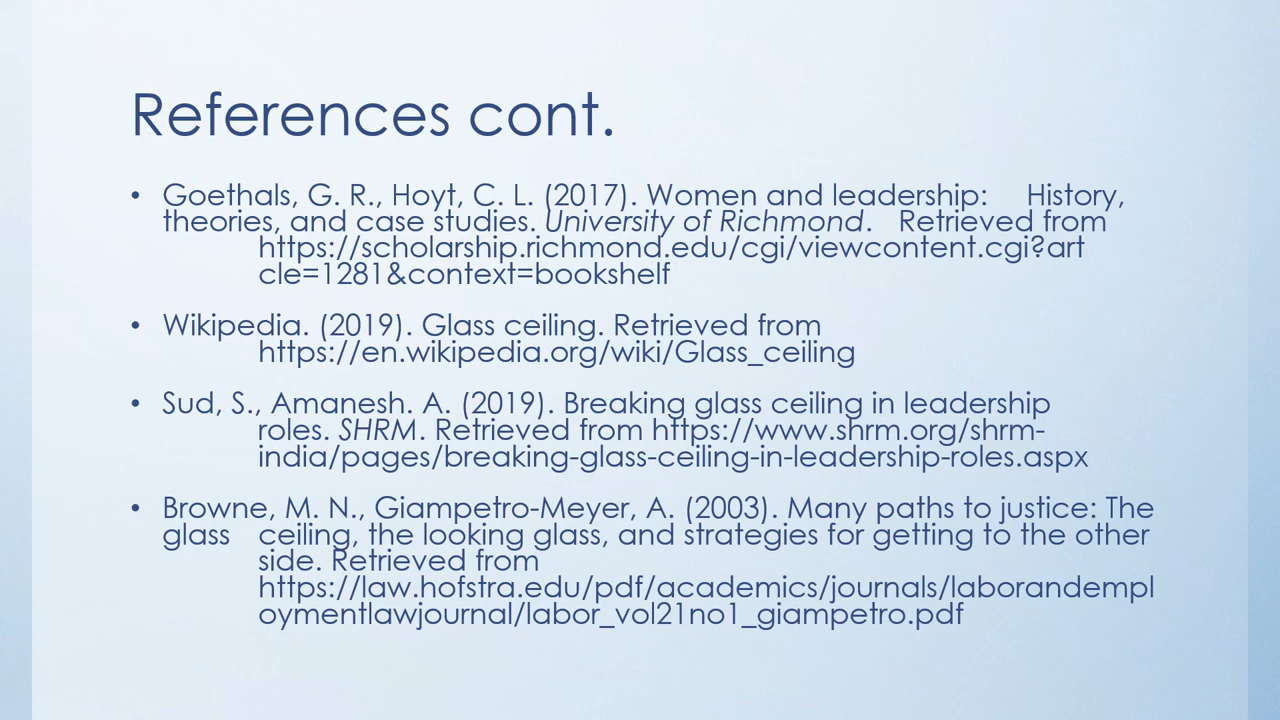 References cont.
• Goethals, G. R., Hoyt, C. L. (2017). Women and leadership: History,
theories, and case studies. University of Richmond. Retrieved from
https://scholarship.richmond.edu/cgi/viewcontent.cgi?art
cle=1281&context=bookshelf
• Wikipedia. (2019). Glass ceiling. Retrieved from
https://en.wikipedia.org/wiki/Glass_ceiling
• Sud, S., Amanesh. A. (2019). Breaking glass ceiling in leadership
roles. SHRM. Retrieved from https://www.shrm.org/shrm-
india/pages/breaking-glass-ceiling-in-leadership-roles.aspx
• Browne, M. N., Giampetro-Meyer, A. (2003). Many paths to justice: The
glass ceiling, the looking glass, and strategies for getting to the other
side. Retrieved from
https://law.hofstra.edu/pdf/academics/journals/laborandempl
oymentlawjournal/labor_vol21no1_giampetro.pdf